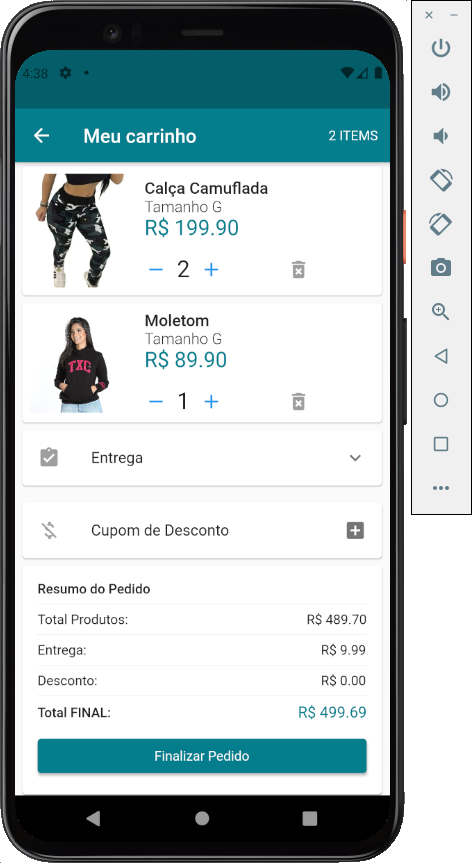 4:38
Meu carrinho 2 ITEMS
Calça Camuflada
Tamanho G
R$ 199.90
2
Moletom
Tamanho G
R$ 89.90
TXC
1
Entrega
Cupom de Desconto
Resumo do Pedido
Total Produtos: R$ 489.70
Entrega: R$ 9.99
Desconto: R$ 0.00
Total FINAL: R$ 499.69
Finalizar Pedido